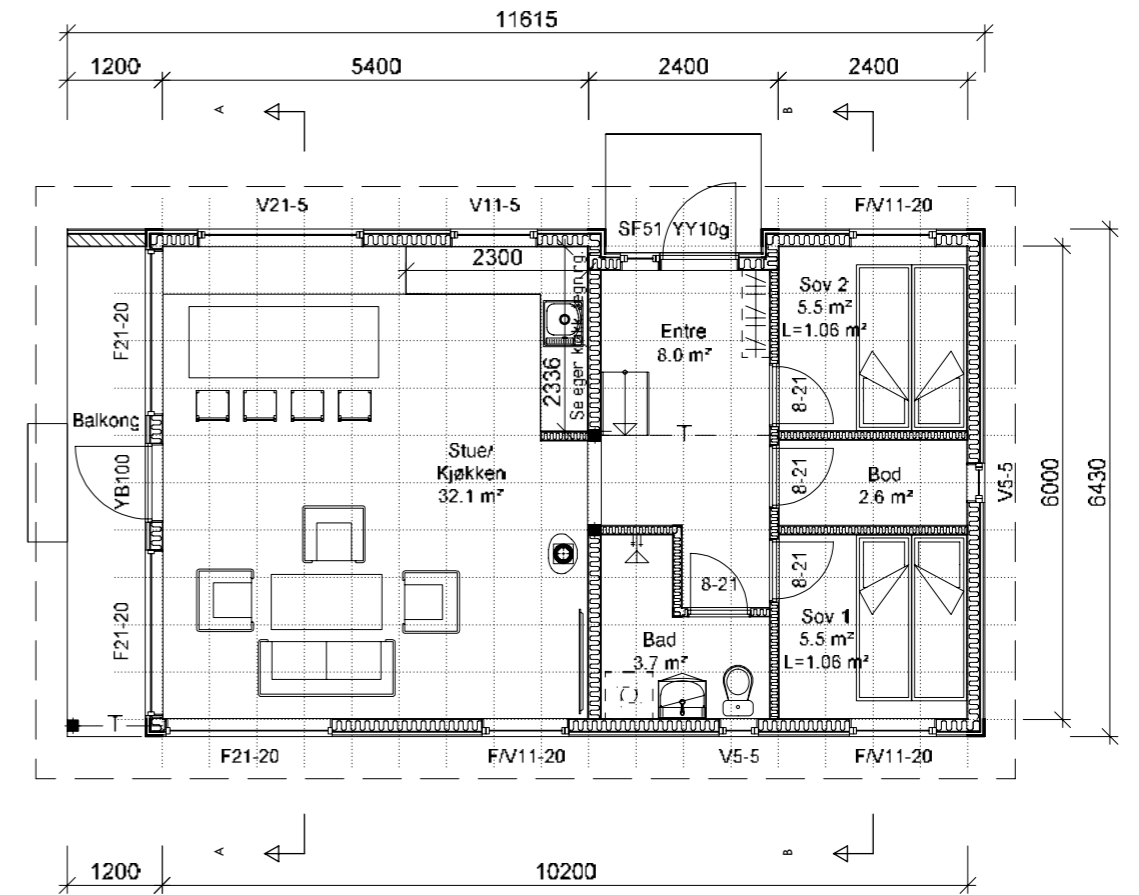 11615
1200 5400 2400 2400
A B
V21-5 V11-5 F/V11-20
SF51 YY10g
2300
Sov 2
5.5 m²
L=1.06 m²
Entre
8.0 m²
F21-20
2336
8-21
Balkong
T
Stue/
Kjøkken
32.1 m²
YB100
8-21
Bod
2.6 m²
V5-5
6000
6430
8-21
8-21
F21-20
Sov 1
5.5 m²
L=1.06 m²
Bad
3.7 m²
T
F21-20 F/V11-20 V5-5 F/V11-20
A B
1200 10200